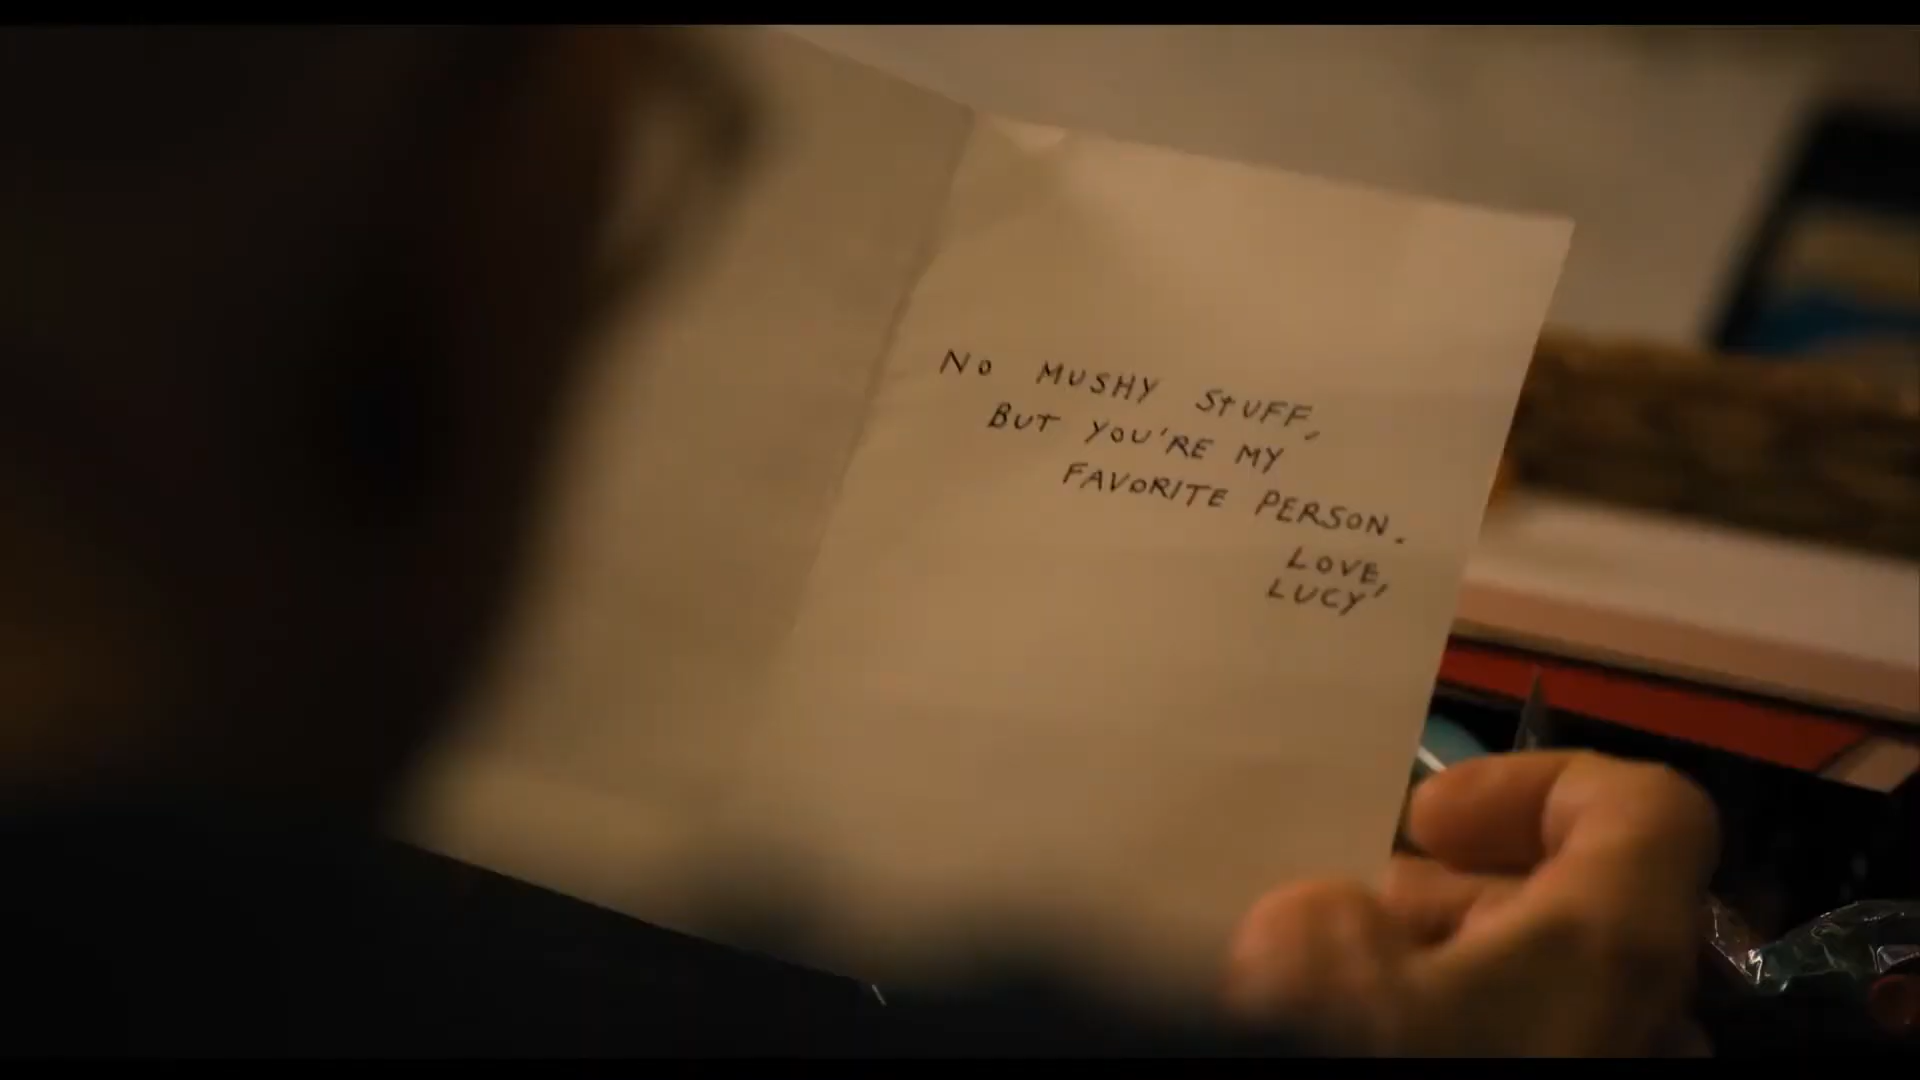 No MUSHY StUFF,
BUT YOU'RE MY
FAVORITE PERSON.
LOVE,
LUCY